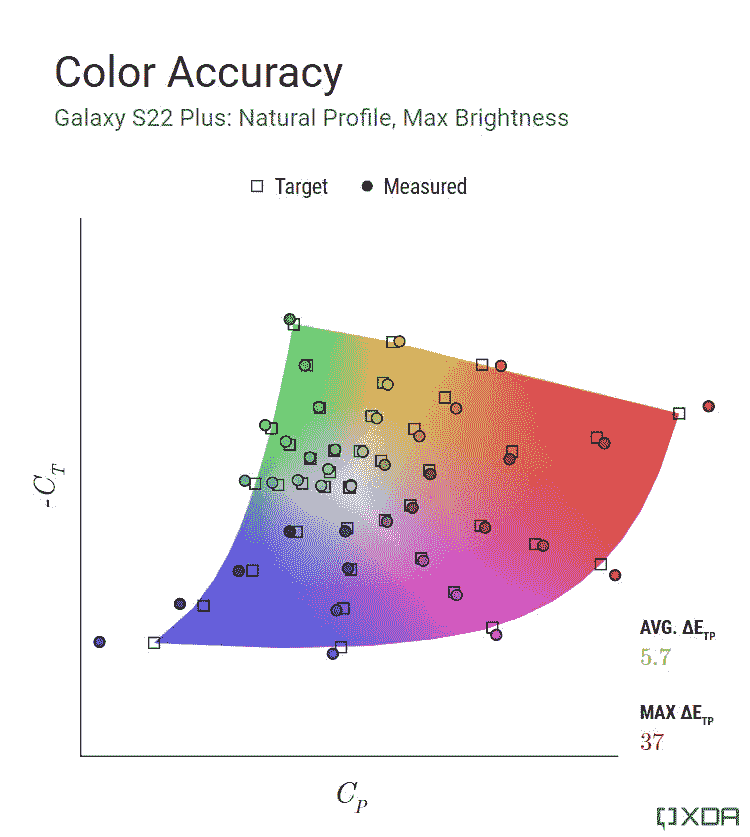 Color Accuracy
Galaxy S22 Plus: Natural Profile, Max Brightness
Target Measured
-C_T
AVG. ΔE_TP
5.7
MAX ΔE_TP
37
C_P
XDA